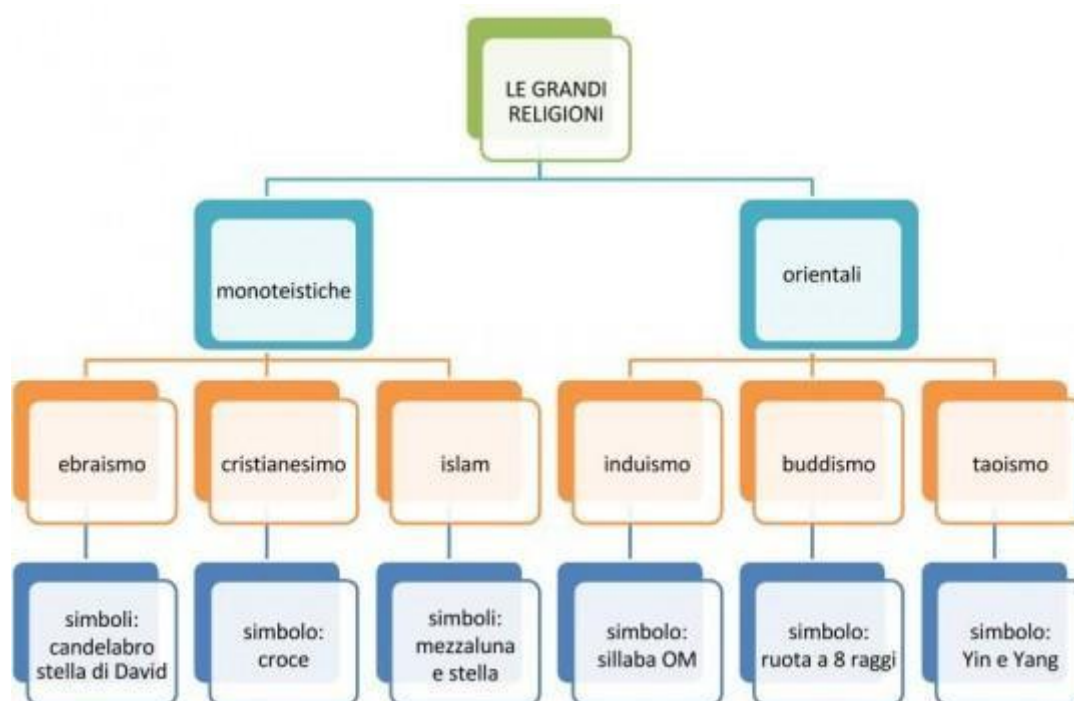 LE GRANDI
RELIGIONI
monoteistiche
orientali
ebraismo
cristianesimo
islam
induismo
buddismo
taoismo
simboli:
candelabro
stella di David
simbolo:
croce
simboli:
mezzaluna
e stella
simbolo:
sillaba OM
simbolo:
ruota a 8 raggi
simbolo:
Yin e Yang